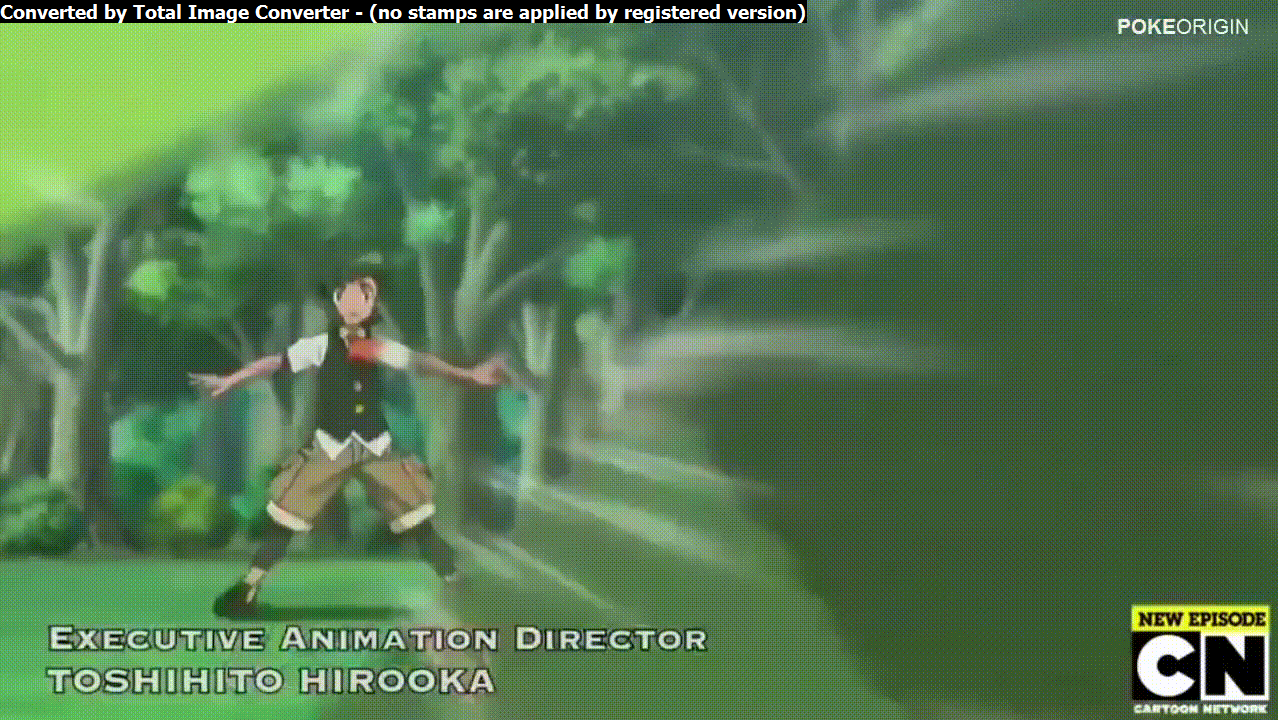 Converted by Total Image Converter - (no stamps are applied by registered version)
POKEORIGIN
EXECUTIVE ANIMATION DIRECTOR
TOSHIHITO HIROOKA
NEW EPISODE
CN
CARTOON NETWORK